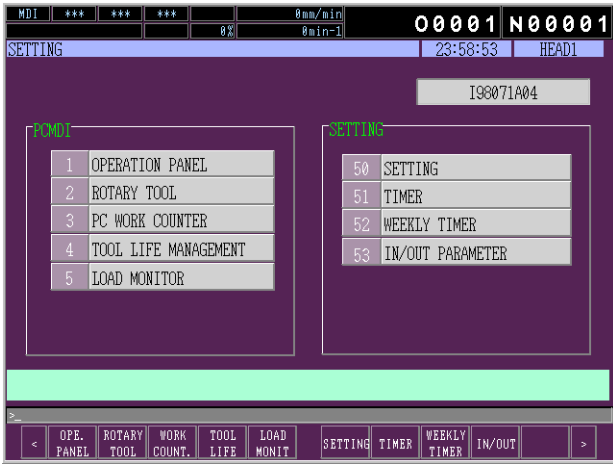 MDI *** *** *** 0mm/min
0% 0min-1
O0001 N00001
SETTING 23:58:53 HEAD1
I98071A04
PCMDI
1 OPERATION PANEL
2 ROTARY TOOL
3 PC WORK COUNTER
4 TOOL LIFE MANAGEMENT
5 LOAD MONITOR
SETTING
50 SETTING
51 TIMER
52 WEEKLY TIMER
53 IN/OUT PARAMETER
>_
< OPE. ROTARY WORK TOOL LOAD SETTING TIMER WEEKLY IN/OUT >
PANEL TOOL COUNT. LIFE MONIT TIMER